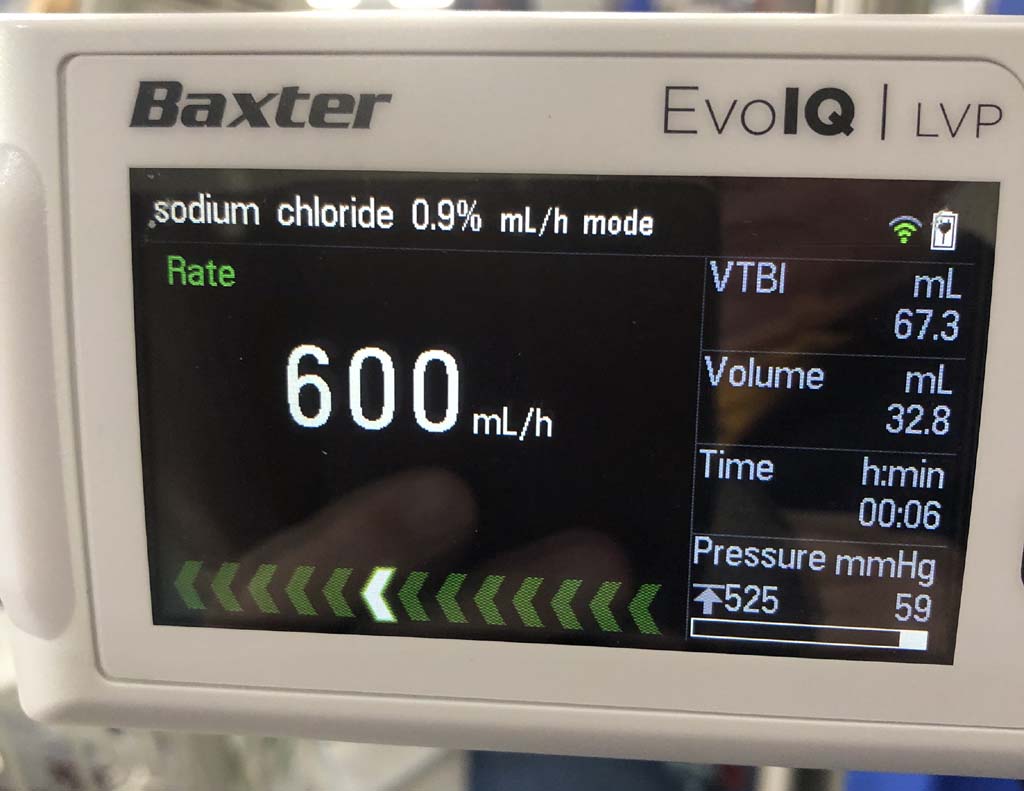 Baxter
EvoIQ | LVP
sodium chloride 0.9% mL/h mode
Rate
600 mL/h
VTBI mL
67.3
Volume mL
32.8
Time h:min
00:06
Pressure mmHg
525 59